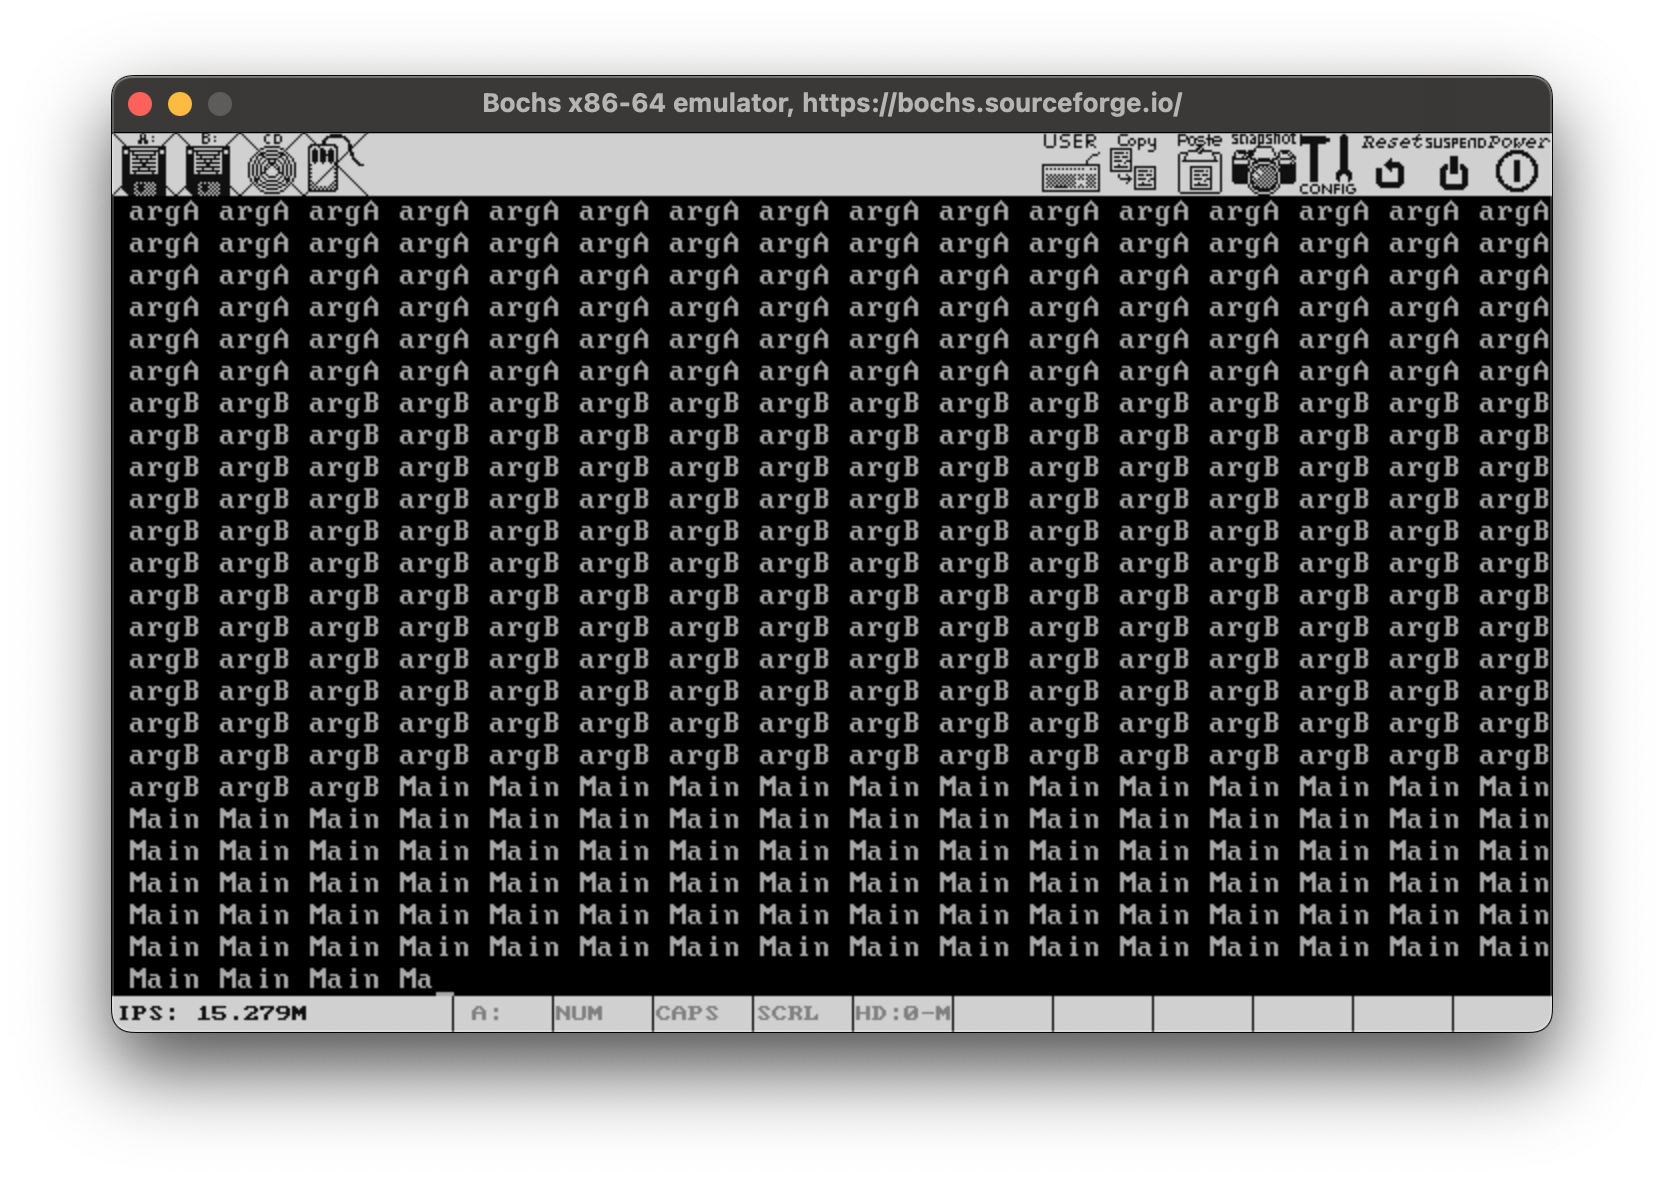 Bochs x86-64 emulator, https://bochs.sourceforge.io/
A: B: CD USER Copy Paste snapshot CONFIG Reset SUSPEND Power
argA argA argA argA argA argA argA argA argA argA argA argA argA argA argA argA
argA argA argA argA argA argA argA argA argA argA argA argA argA argA argA argA
argA argA argA argA argA argA argA argA argA argA argA argA argA argA argA argA
argA argA argA argA argA argA argA argA argA argA argA argA argA argA argA argA
argA argA argA argA argA argA argA argA argA argA argA argA argA argA argA argA
argA argA argA argA argA argA argA argA argA argA argA argA argA argA argA argA
argB argB argB argB argB argB argB argB argB argB argB argB argB argB argB argB
argB argB argB argB argB argB argB argB argB argB argB argB argB argB argB argB
argB argB argB argB argB argB argB argB argB argB argB argB argB argB argB argB
argB argB argB argB argB argB argB argB argB argB argB argB argB argB argB argB
argB argB argB argB argB argB argB argB argB argB argB argB argB argB argB argB
argB argB argB argB argB argB argB argB argB argB argB argB argB argB argB argB
argB argB argB argB argB argB argB argB argB argB argB argB argB argB argB argB
argB argB argB argB argB argB argB argB argB argB argB argB argB argB argB argB
argB argB argB argB argB argB argB argB argB argB argB argB argB argB argB argB
argB argB argB argB argB argB argB argB argB argB argB argB argB argB argB argB
argB argB argB argB argB argB argB argB argB argB argB argB argB argB argB argB
argB argB argB argB argB argB argB argB argB argB argB argB argB argB argB argB
argB argB argB Main Main Main Main Main Main Main Main Main Main Main Main Main
Main Main Main Main Main Main Main Main Main Main Main Main Main Main Main Main
Main Main Main Main Main Main Main Main Main Main Main Main Main Main Main Main
Main Main Main Main Main Main Main Main Main Main Main Main Main Main Main Main
Main Main Main Main Main Main Main Main Main Main Main Main Main Main Main Main
Main Main Main Main Main Main Main Main Main Main Main Main Main Main Main Main
Main Main Main Ma_
IPS: 15.279M A: NUM CAPS SCRL HD:0-M